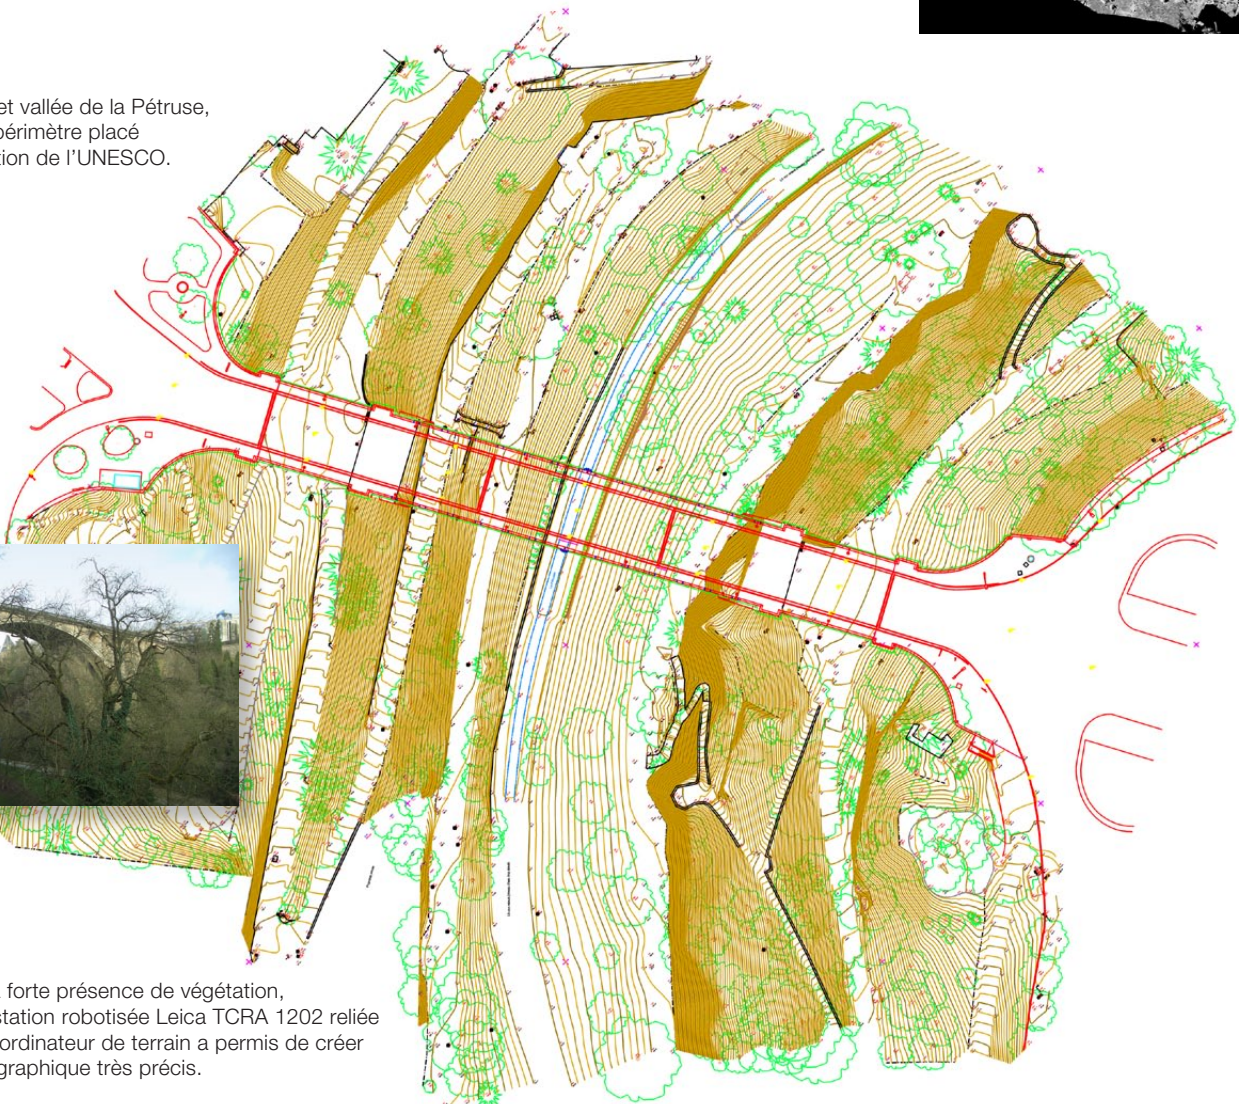 et vallée de la Pétruse,
périmètre placé
tion de l'UNESCO.
forte présence de végétation,
station robotisée Leica TCRA 1202 reliée
ordinateur de terrain a permis de créer
graphique très précis.